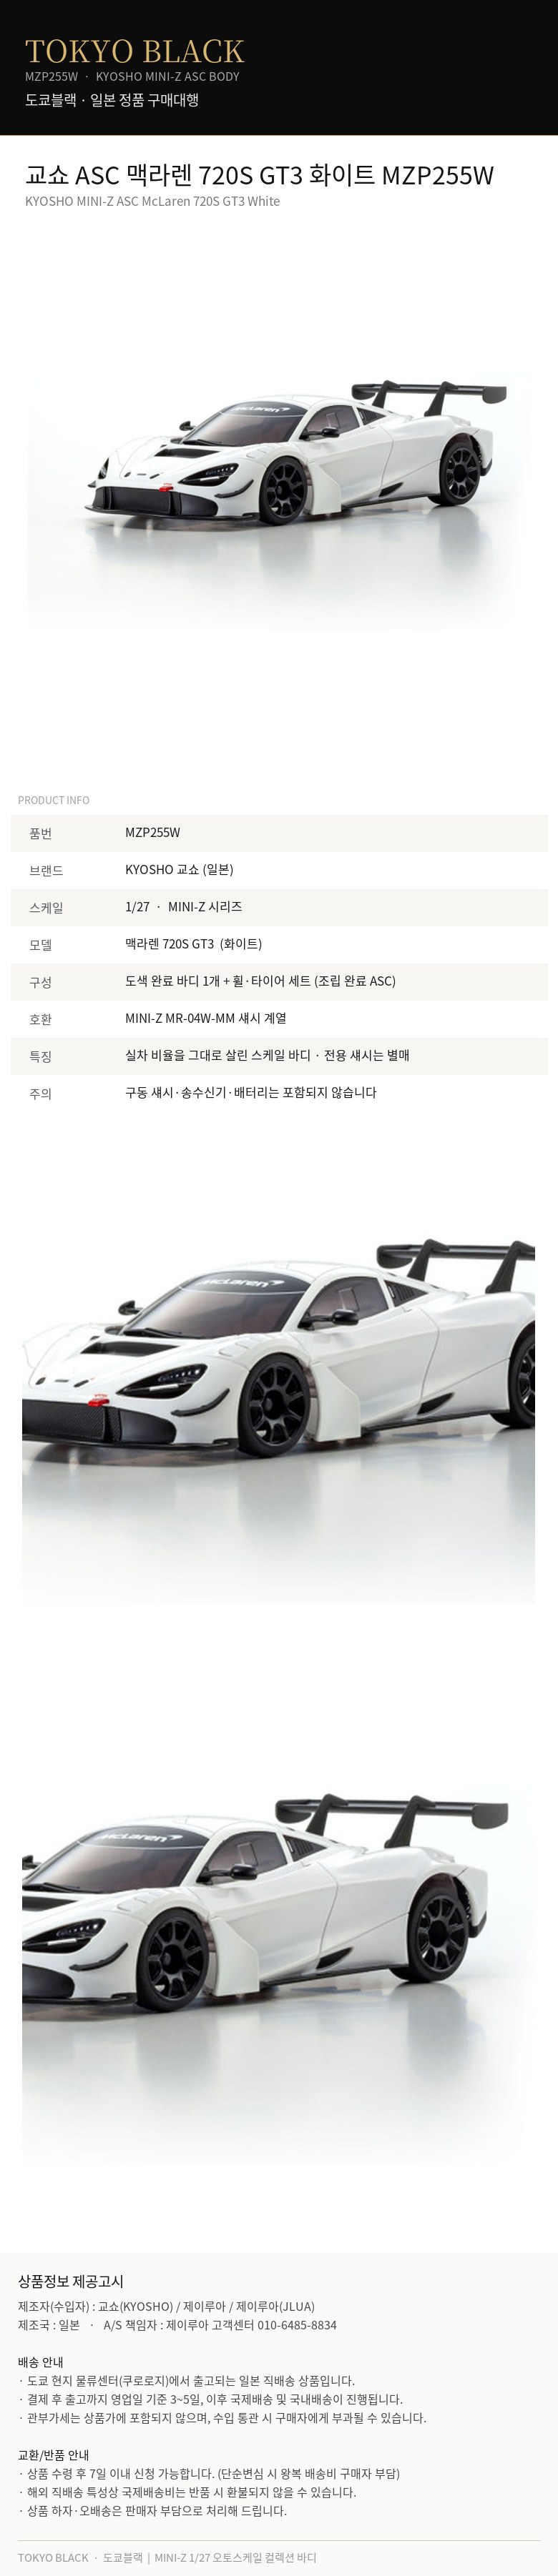 TOKYO BLACK
MZP255W · KYOSHO MINI-Z ASC BODY
도쿄블랙 · 일본 정품 구매대행
교쇼 ASC 맥라렌 720S GT3 화이트 MZP255W
KYOSHO MINI-Z ASC McLaren 720S GT3 White
McLaren
PRODUCT INFO
품번 MZP255W
브랜드 KYOSHO 교쇼 (일본)
스케일 1/27 · MINI-Z 시리즈
모델 맥라렌 720S GT3 (화이트)
구성 도색 완료 바디 1개 + 휠·타이어 세트 (조립 완료 ASC)
호환 MINI-Z MR-04W-MM 섀시 계열
특징 실차 비율을 그대로 살린 스케일 바디 · 전용 섀시는 별매
주의 구동 섀시·송수신기·배터리는 포함되지 않습니다
McLaren
McLaren
상품정보 제공고시
제조자(수입자) : 교쇼(KYOSHO) / 제이루아 / 제이루아(JLUA)
제조국 : 일본 · A/S 책임자 : 제이루아 고객센터 010-6485-8834
배송 안내
· 도쿄 현지 물류센터(쿠로로지)에서 출고되는 일본 직배송 상품입니다.
· 결제 후 출고까지 영업일 기준 3~5일, 이후 국제배송 및 국내배송이 진행됩니다.
· 관부가세는 상품가에 포함되지 않으며, 수입 통관 시 구매자에게 부과될 수 있습니다.
교환/반품 안내
· 상품 수령 후 7일 이내 신청 가능합니다. (단순변심 시 왕복 배송비 구매자 부담)
· 해외 직배송 특성상 국제배송비는 반품 시 환불되지 않을 수 있습니다.
· 상품 하자·오배송은 판매자 부담으로 처리해 드립니다.
TOKYO BLACK · 도쿄블랙 | MINI-Z 1/27 오토스케일 컬렉션 바디